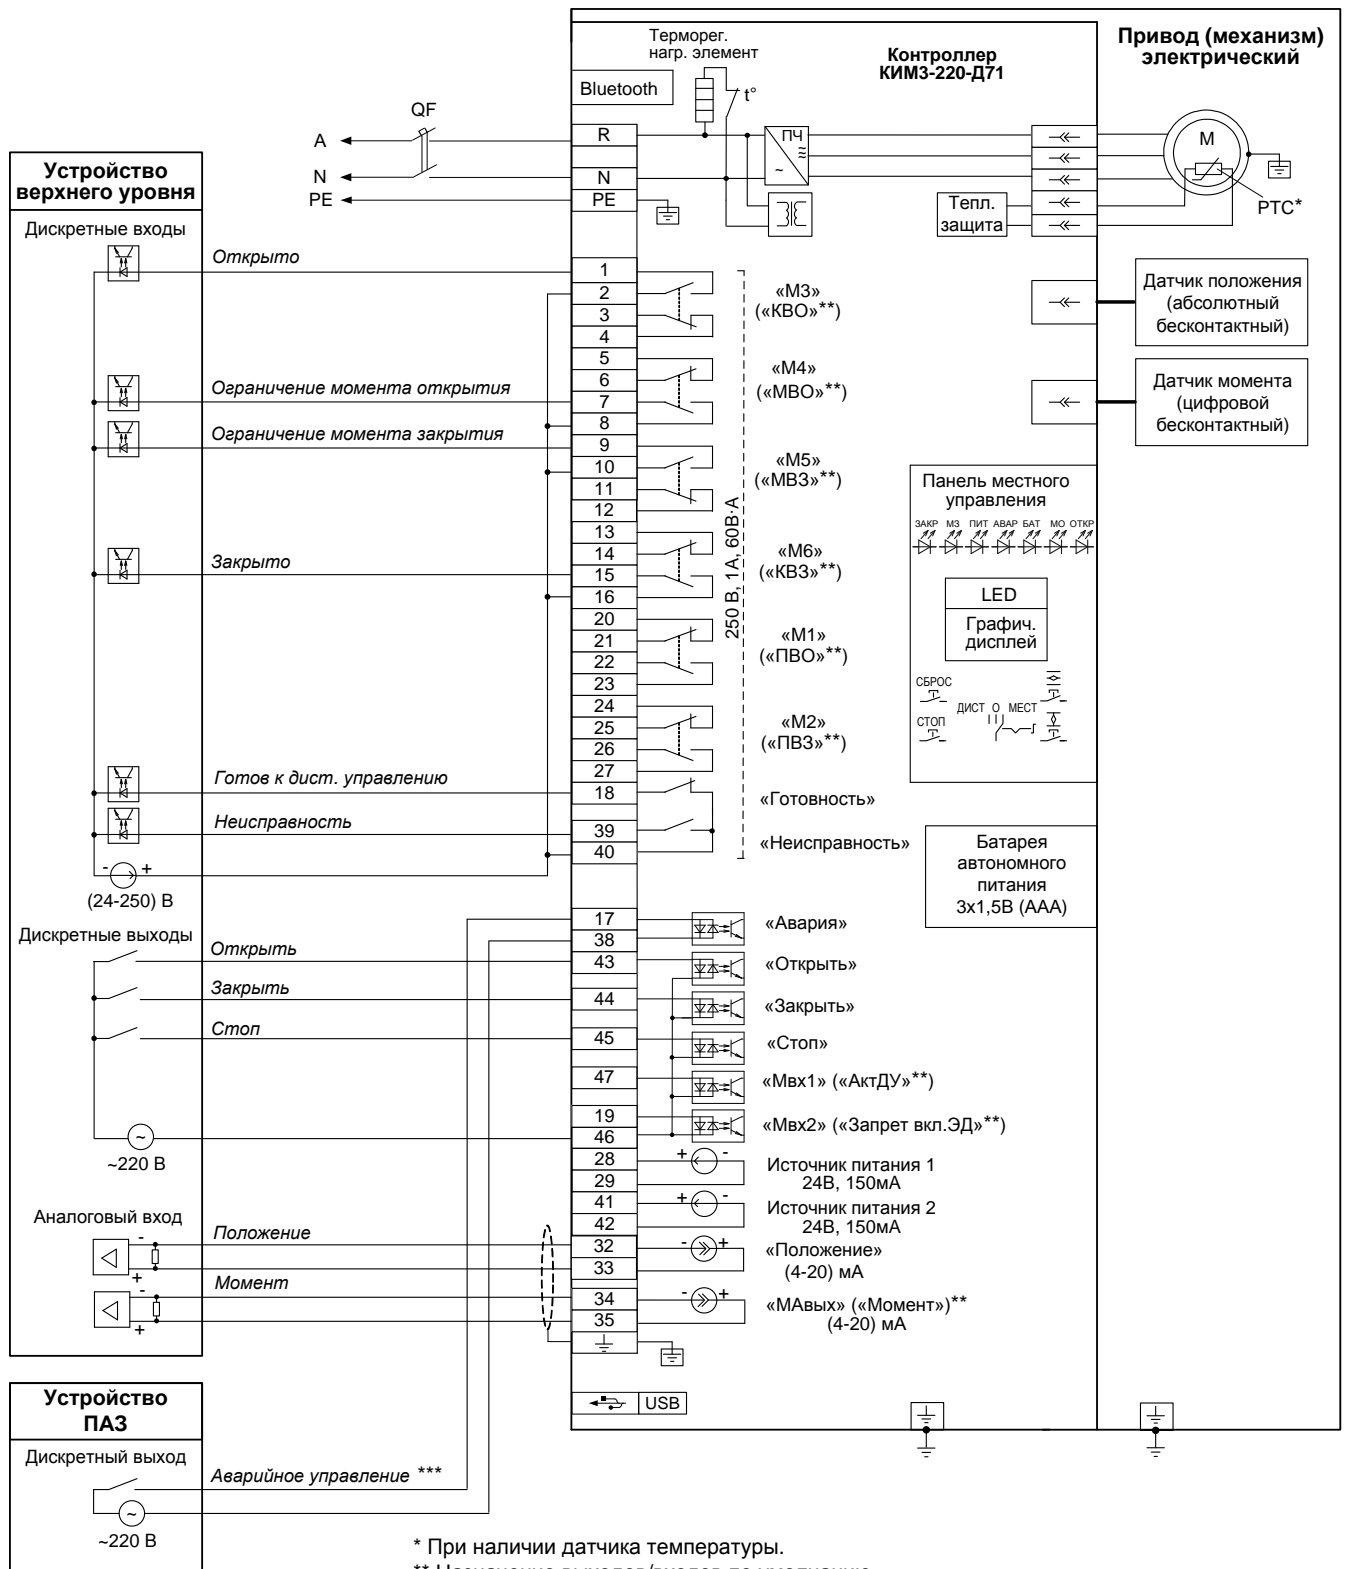 Терморег.
нагр. элемент
Контроллер
КИМ3-220-Д71
Привод (механизм)
электрический
Bluetooth
t°
QF
A
R
ПЧ
≂
~
M
N
N
PE
PE
Тепл.
защита
PTC*
Устройство
верхнего уровня
Дискретные входы
Открыто
1
2
3
4
«М3»
(«КВО»**)
Датчик положения
(абсолютный
бесконтактный)
5
6
7
8
«М4»
(«МВО»**)
Ограничение момента открытия
Датчик момента
(цифровой
бесконтактный)
Ограничение момента закрытия
9
10
11
12
«М5»
(«МВЗ»**)
250 В, 1А, 60В·А
Панель местного
управления
ЗАКР МЗ ПИТ АВАР БАТ МО ОТКР
Закрыто
13
14
15
16
«М6»
(«КВЗ»**)
LED
Графич.
дисплей
20
21
22
23
«М1»
(«ПВО»**)
СБРОС
СТОП
ДИСТ О МЕСТ
24
25
26
27
«М2»
(«ПВЗ»**)
Готов к дист. управлению
18
«Готовность»
Неисправность
39
40
«Неисправность»
Батарея
автономного
питания
3х1,5В (ААА)
- +
(24-250) В
Дискретные выходы
17
38
«Авария»
Открыть
43
«Открыть»
Закрыть
44
«Закрыть»
Стоп
45
«Стоп»
47
«Мвх1» («АктДУ»**)
19
46
«Мвх2» («Запрет вкл.ЭД»**)
~
~220 В
28
29
+ -
Источник питания 1
24В, 150мА
41
42
+ -
Источник питания 2
24В, 150мА
Аналоговый вход
Положение
- +
32
33
- +
«Положение»
(4-20) мА
Момент
- +
34
35
- +
«МАвых» («Момент»)**
(4-20) мА
USB
Устройство
ПАЗ
Дискретный выход
Аварийное управление ***
~
~220 В
* При наличии датчика температуры.